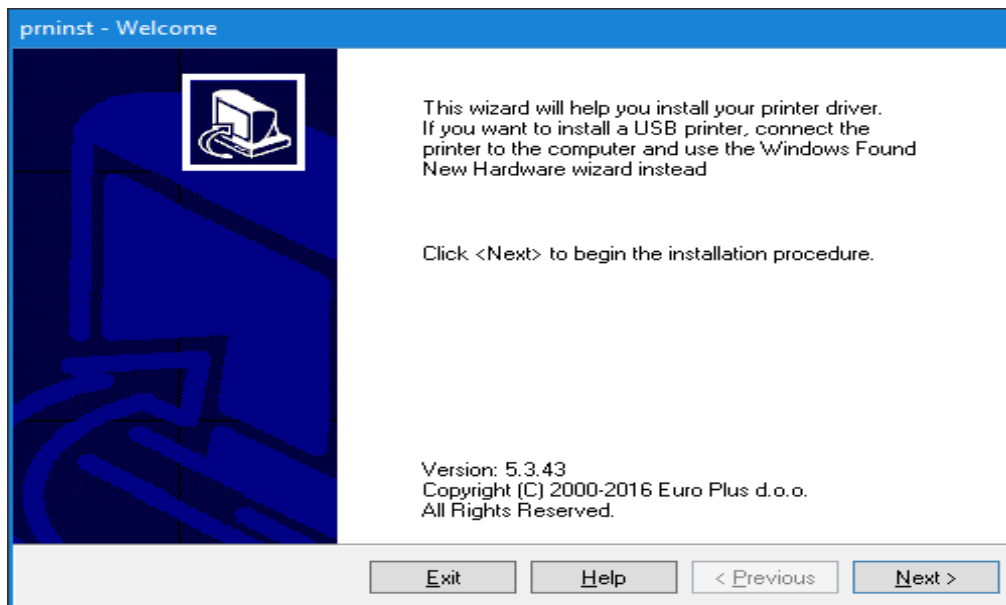 prninst - Welcome
This wizard will help you install your printer driver.
If you want to install a USB printer, connect the
printer to the computer and use the Windows Found
New Hardware wizard instead
Click <Next> to begin the installation procedure.
Version: 5.3.43
Copyright (C) 2000-2016 Euro Plus d.o.o.
All Rights Reserved.
Exit Help < Previous Next >